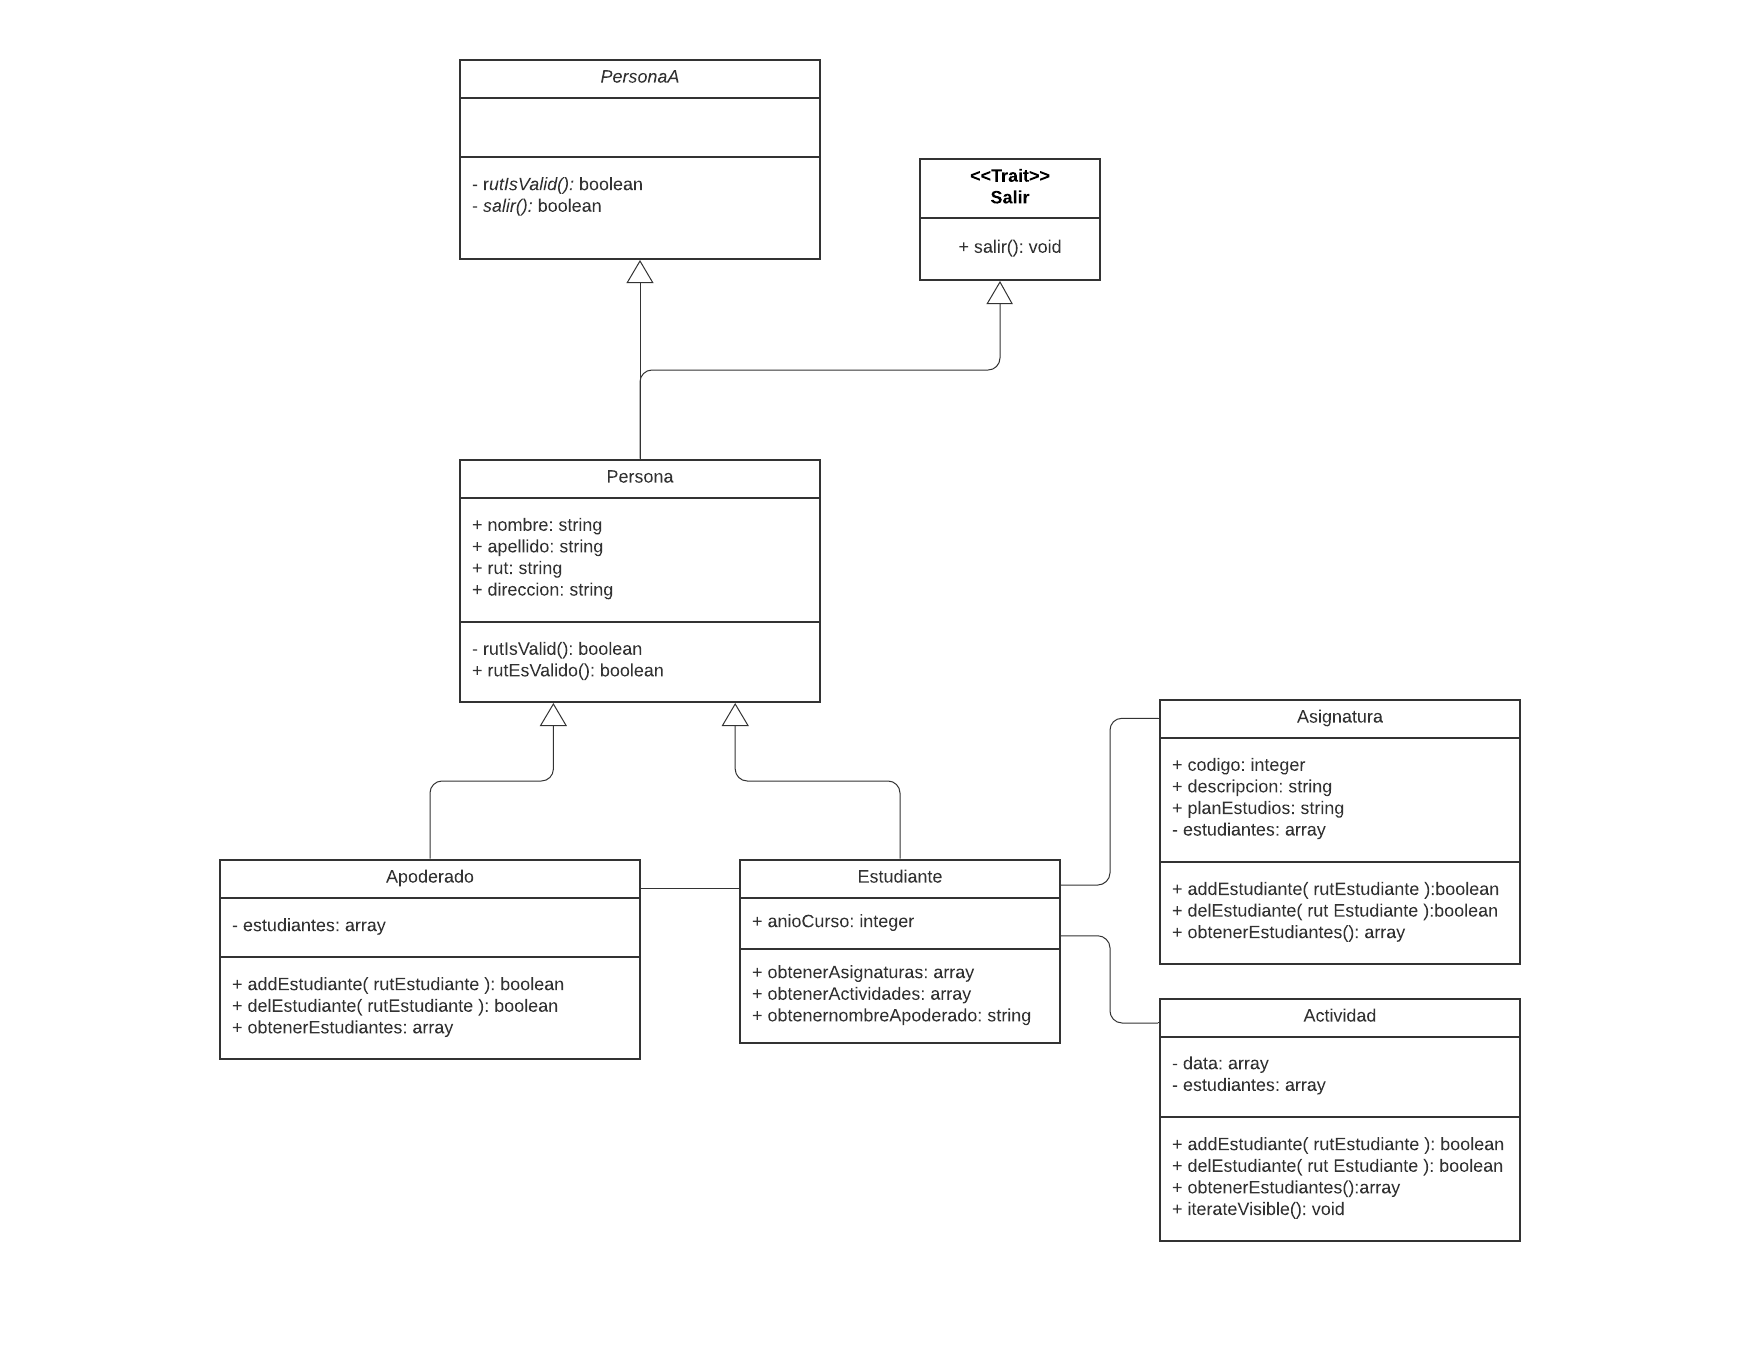 PersonaA
- rutIsValid(): boolean
- salir(): boolean
<<Trait>>
Salir
+ salir(): void
Persona
+ nombre: string
+ apellido: string
+ rut: string
+ direccion: string
- rutIsValid(): boolean
+ rutEsValido(): boolean
Apoderado
- estudiantes: array
+ addEstudiante( rutEstudiante ): boolean
+ delEstudiante( rutEstudiante ): boolean
+ obtenerEstudiantes: array
Estudiante
+ anioCurso: integer
+ obtenerAsignaturas: array
+ obtenerActividades: array
+ obtenernombreApoderado: string
Asignatura
+ codigo: integer
+ descripcion: string
+ planEstudios: string
- estudiantes: array
+ addEstudiante( rutEstudiante ):boolean
+ delEstudiante( rut Estudiante ):boolean
+ obtenerEstudiantes(): array
Actividad
- data: array
- estudiantes: array
+ addEstudiante( rutEstudiante ): boolean
+ delEstudiante( rut Estudiante ): boolean
+ obtenerEstudiantes():array
+ iterateVisible(): void